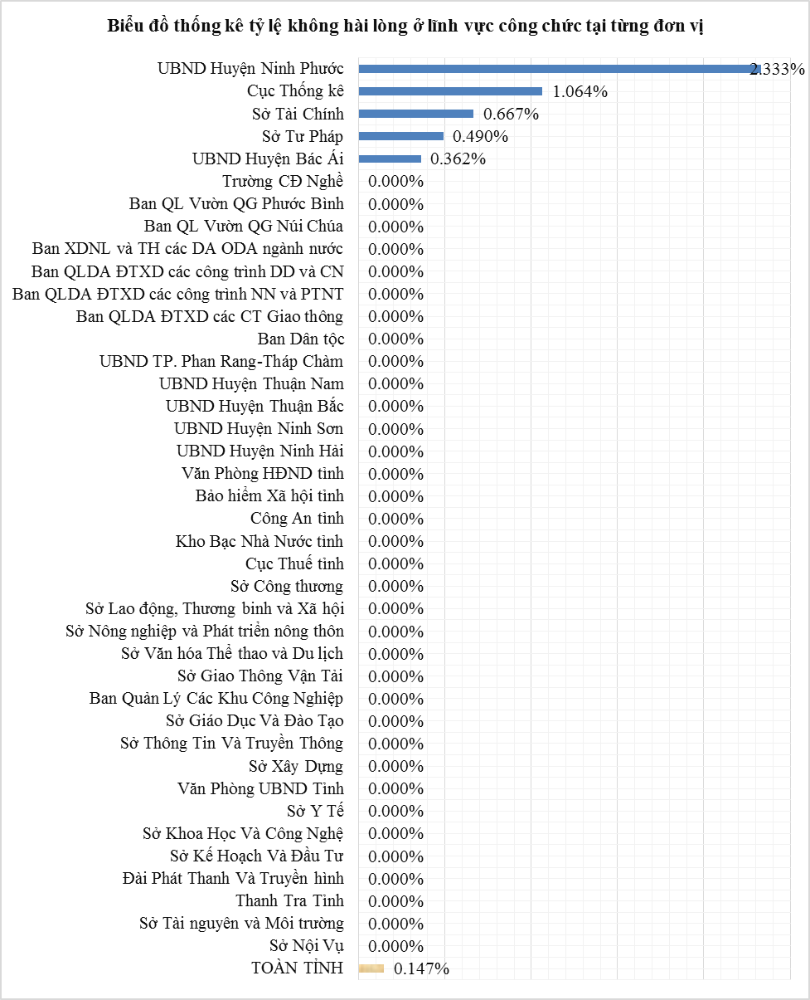 Biểu đồ thống kê tỷ lệ không hài lòng ở lĩnh vực công chức tại từng đơn vị
UBND Huyện Ninh Phước 2.333%
Cục Thống kê 1.064%
Sở Tài Chính 0.667%
Sở Tư Pháp 0.490%
UBND Huyện Bác Ái 0.362%
Trường CĐ Nghề 0.000%
Ban QL Vườn QG Phước Bình 0.000%
Ban QL Vườn QG Núi Chúa 0.000%
Ban XDNL và TH các DA ODA ngành nước 0.000%
Ban QLDA ĐTXD các công trình DD và CN 0.000%
Ban QLDA ĐTXD các công trình NN và PTNT 0.000%
Ban QLDA ĐTXD các CT Giao thông 0.000%
Ban Dân tộc 0.000%
UBND TP. Phan Rang-Tháp Chàm 0.000%
UBND Huyện Thuận Nam 0.000%
UBND Huyện Thuận Bắc 0.000%
UBND Huyện Ninh Sơn 0.000%
UBND Huyện Ninh Hải 0.000%
Văn Phòng HĐND tỉnh 0.000%
Bảo hiểm Xã hội tỉnh 0.000%
Công An tỉnh 0.000%
Kho Bạc Nhà Nước tỉnh 0.000%
Cục Thuế tỉnh 0.000%
Sở Công thương 0.000%
Sở Lao động, Thương binh và Xã hội 0.000%
Sở Nông nghiệp và Phát triển nông thôn 0.000%
Sở Văn hóa Thể thao và Du lịch 0.000%
Sở Giao Thông Vận Tải 0.000%
Ban Quản Lý Các Khu Công Nghiệp 0.000%
Sở Giáo Dục Và Đào Tạo 0.000%
Sở Thông Tin Và Truyền Thông 0.000%
Sở Xây Dựng 0.000%
Văn Phòng UBND Tỉnh 0.000%
Sở Y Tế 0.000%
Sở Khoa Học Và Công Nghệ 0.000%
Sở Kế Hoạch Và Đầu Tư 0.000%
Đài Phát Thanh Và Truyền hình 0.000%
Thanh Tra Tỉnh 0.000%
Sở Tài nguyên và Môi trường 0.000%
Sở Nội Vụ 0.000%
TOÀN TỈNH 0.147%